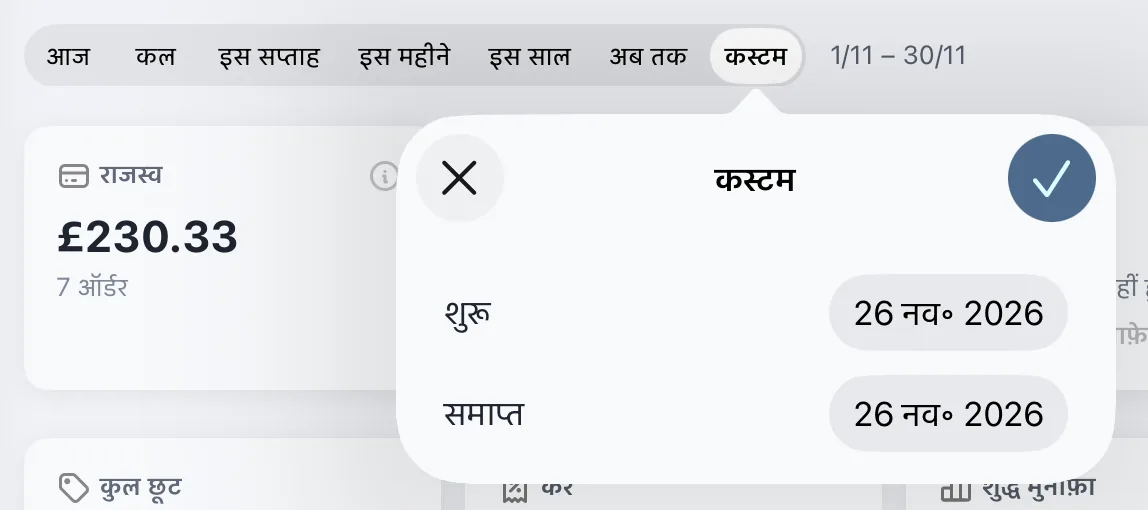 आज कल इस सप्ताह इस महीने इस साल अब तक कस्टम 1/11 – 30/11
राजस्व
£230.33
7 ऑर्डर
कस्टम
शुरू 26 नव॰ 2026
समाप्त 26 नव॰ 2026
कुल छूट
कर
शुद्ध मुनाफ़ा